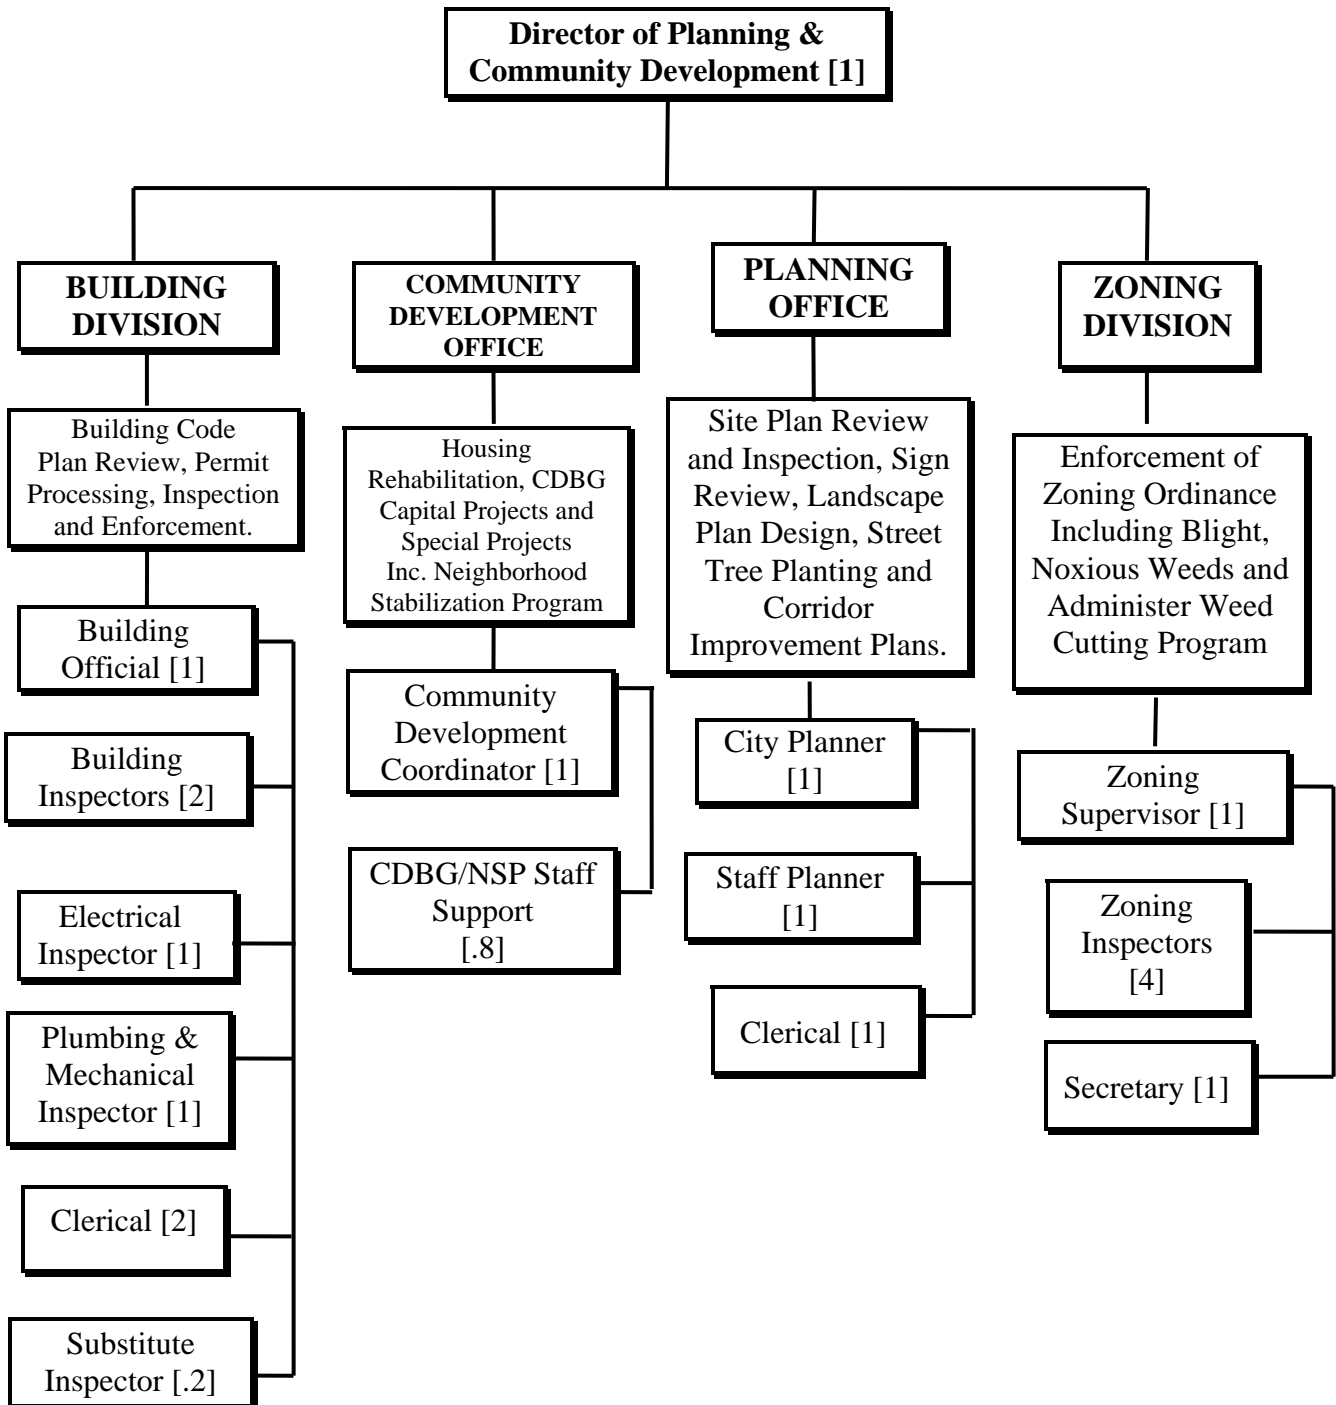 Director of Planning &
Community Development [1]
BUILDING
DIVISION
Building Code
Plan Review, Permit
Processing, Inspection
and Enforcement.
Building
Official [1]
Building
Inspectors [2]
Electrical
Inspector [1]
Plumbing &
Mechanical
Inspector [1]
Clerical [2]
Substitute
Inspector [.2]
COMMUNITY
DEVELOPMENT
OFFICE
Housing
Rehabilitation, CDBG
Capital Projects and
Special Projects
Inc. Neighborhood
Stabilization Program
Community
Development
Coordinator [1]
CDBG/NSP Staff
Support
[.8]
PLANNING
OFFICE
Site Plan Review
and Inspection, Sign
Review, Landscape
Plan Design, Street
Tree Planting and
Corridor
Improvement Plans.
City Planner
[1]
Staff Planner
[1]
Clerical [1]
ZONING
DIVISION
Enforcement of
Zoning Ordinance
Including Blight,
Noxious Weeds and
Administer Weed
Cutting Program
Zoning
Supervisor [1]
Zoning
Inspectors
[4]
Secretary [1]